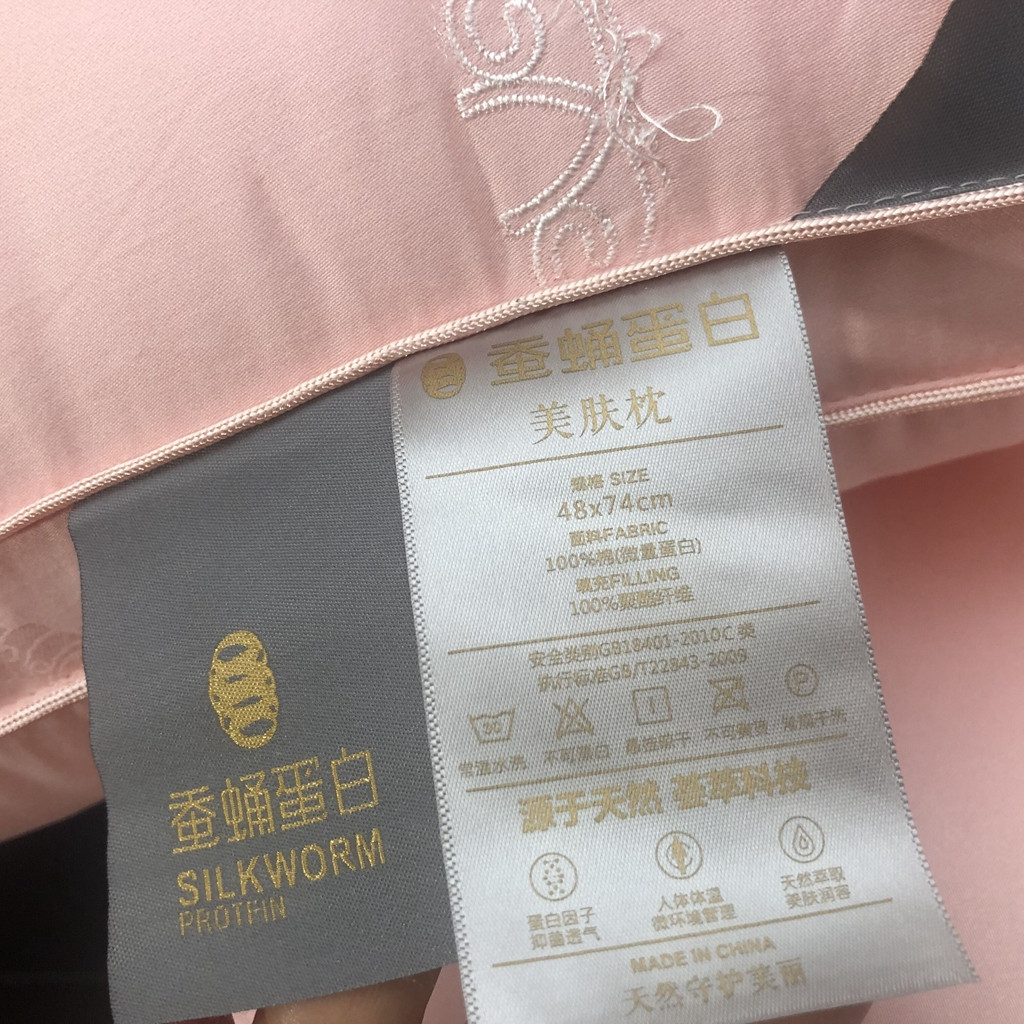 蚕蛹蛋白
SILKWORM
PROTEIN
蚕蛹蛋白
美肤枕
规格 SIZE
48x74cm
面料FABRIC
100%棉(微量蛋白)
填充FILLING
100%聚酯纤维
安全类别GB18401-2010C 类
执行标准GB/T22843-2009
常温水洗 不可漂白 悬挂晾干 不可熨烫 常规干洗
源于天然 荟萃科技
蛋白因子
抑菌透气
人体体温
微环境管理
天然萃取
美肤润容
MADE IN CHINA
天然守护美丽